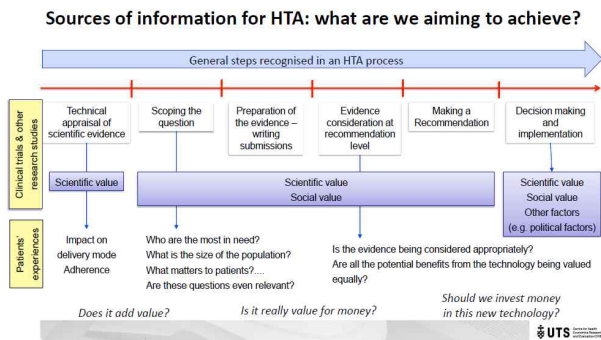 Sources of information for HTA: what are we aiming to achieve?
General steps recognised in an HTA process
Clinical trials & other
research studies
Technical
appraisal of
scientific evidence
Scoping the
question
Preparation of
the evidence –
writing
submissions
Evidence
consideration at
recommendation
level
Making a
Recommendation
Decision making
and
implementation
Scientific value
Scientific value
Social value
Scientific value
Social value
Other factors
(e.g. political factors)
Patients'
experiences
Impact on
delivery mode
Adherence
Who are the most in need?
What is the size of the population?
What matters to patients?....
Are these questions even relevant?
Is the evidence being considered appropriately?
Are all the potential benefits from the technology being valued
equally?
Does it add value?
Is it really value for money?
Should we invest money
in this new technology?
UTS